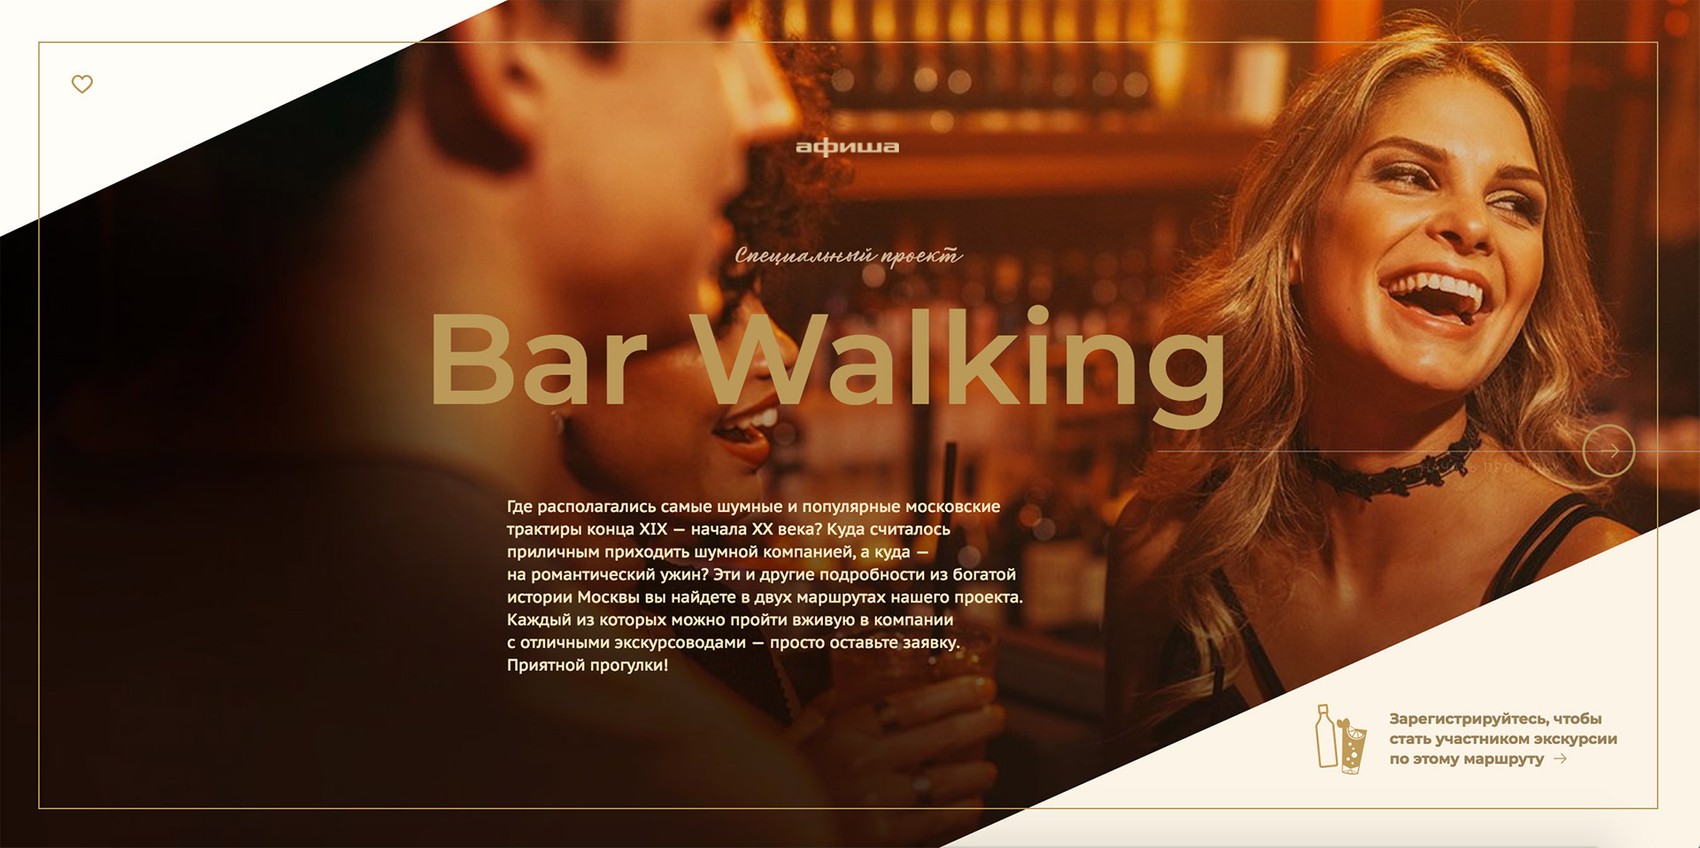 афиша
Специальный проект
Bar Walking
Где располагались самые шумные и популярные московские
трактиры конца XIX — начала XX века? Куда считалось
приличным приходить шумной компанией, а куда —
на романтический ужин? Эти и другие подробности из богатой
истории Москвы вы найдете в двух маршрутах нашего проекта.
Каждый из которых можно пройти вживую в компании
с отличными экскурсоводами — просто оставьте заявку.
Приятной прогулки!
Зарегистрируйтесь, чтобы
стать участником экскурсии
по этому маршруту →